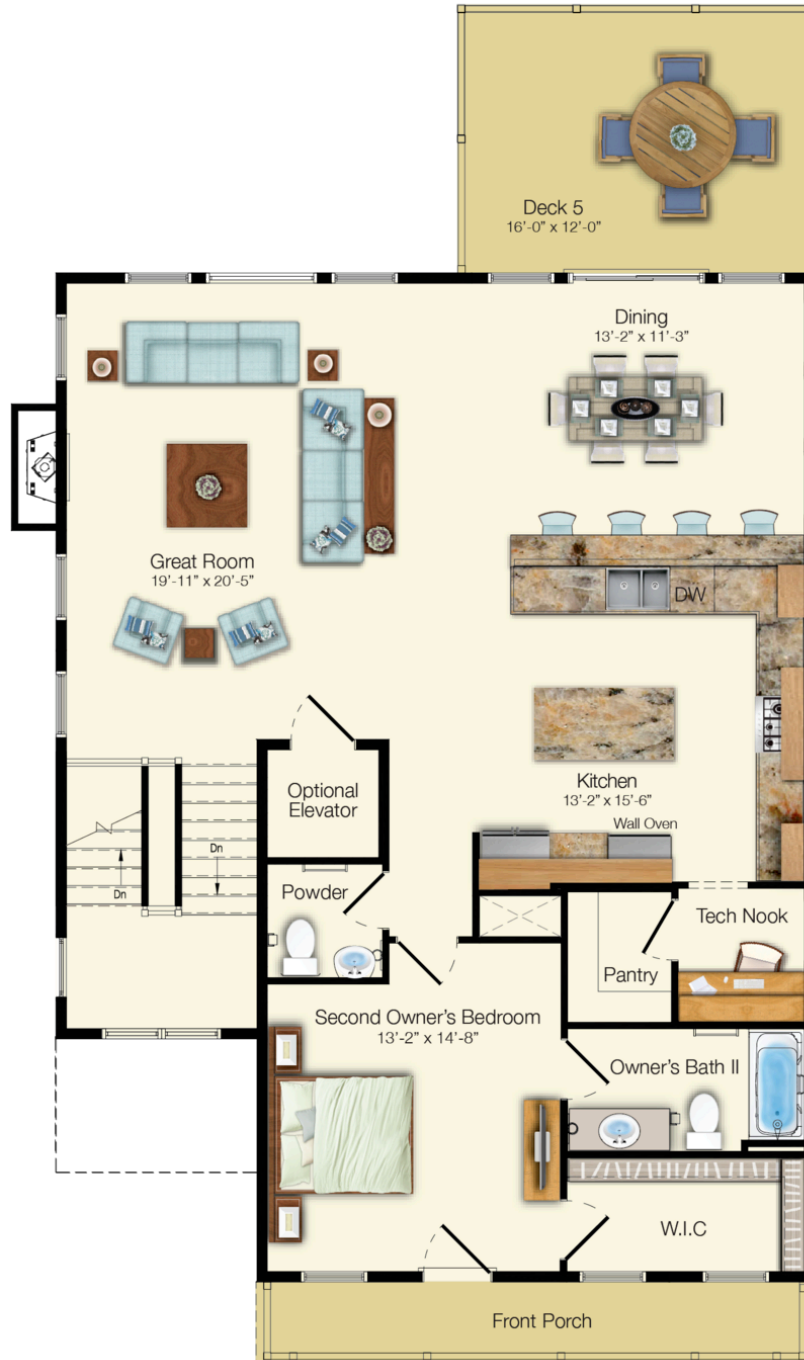 Deck 5
16’-0” x 12’-0”
Dining
13’-2” x 11’-3”
Great Room
19’-11” x 20’-5”
DW
Kitchen
13’-2” x 15’-6”
Wall Oven
Optional
Elevator
Dn
Dn
Powder
Tech Nook
Pantry
Second Owner’s Bedroom
13’-2” x 14’-8”
Owner’s Bath II
W.I.C
Front Porch